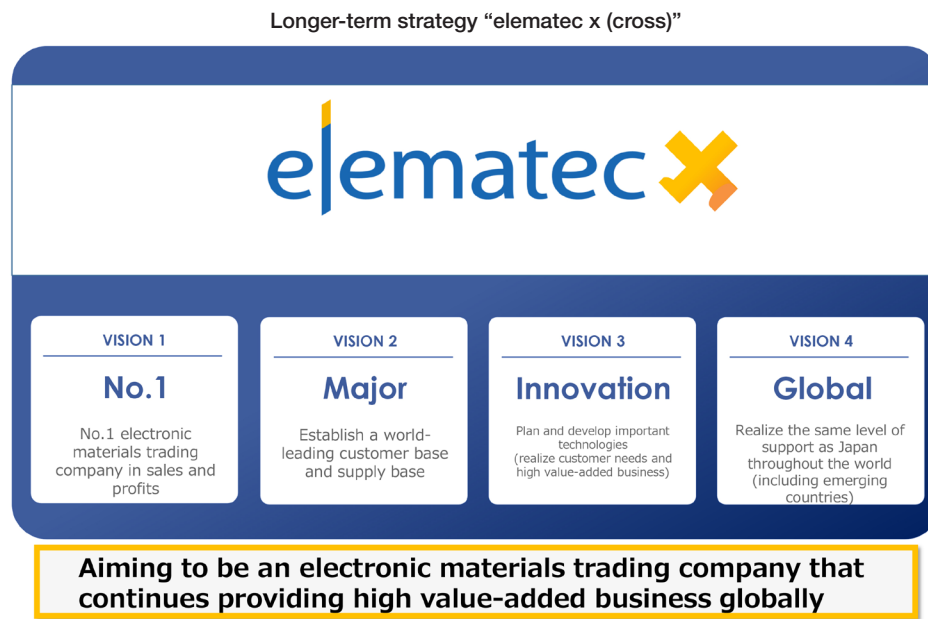 Longer-term strategy “elematec x (cross)”
elematec x
VISION 1
No.1
No.1 electronic
materials trading
company in sales and
profits
VISION 2
Major
Establish a world-
leading customer base
and supply base
VISION 3
Innovation
Plan and develop important
technologies
(realize customer needs and
high value-added business)
VISION 4
Global
Realize the same level of
support as Japan
throughout the world
(including emerging
countries)
Aiming to be an electronic materials trading company that
continues providing high value-added business globally